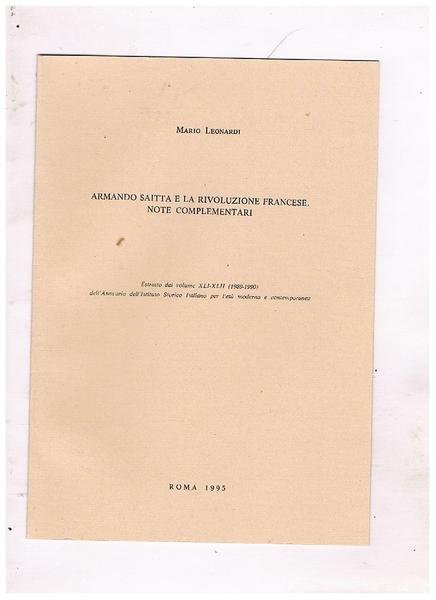 MARIO LEONARDI
ARMANDO SAITTA E LA RIVOLUZIONE FRANCESE.
NOTE COMPLEMENTARI
Estratto dal volume XLI-XLII (1989-1990)
dell'Annuario dell'Istituto Storico Italiano per l'età moderna e contemporanea
ROMA 1995